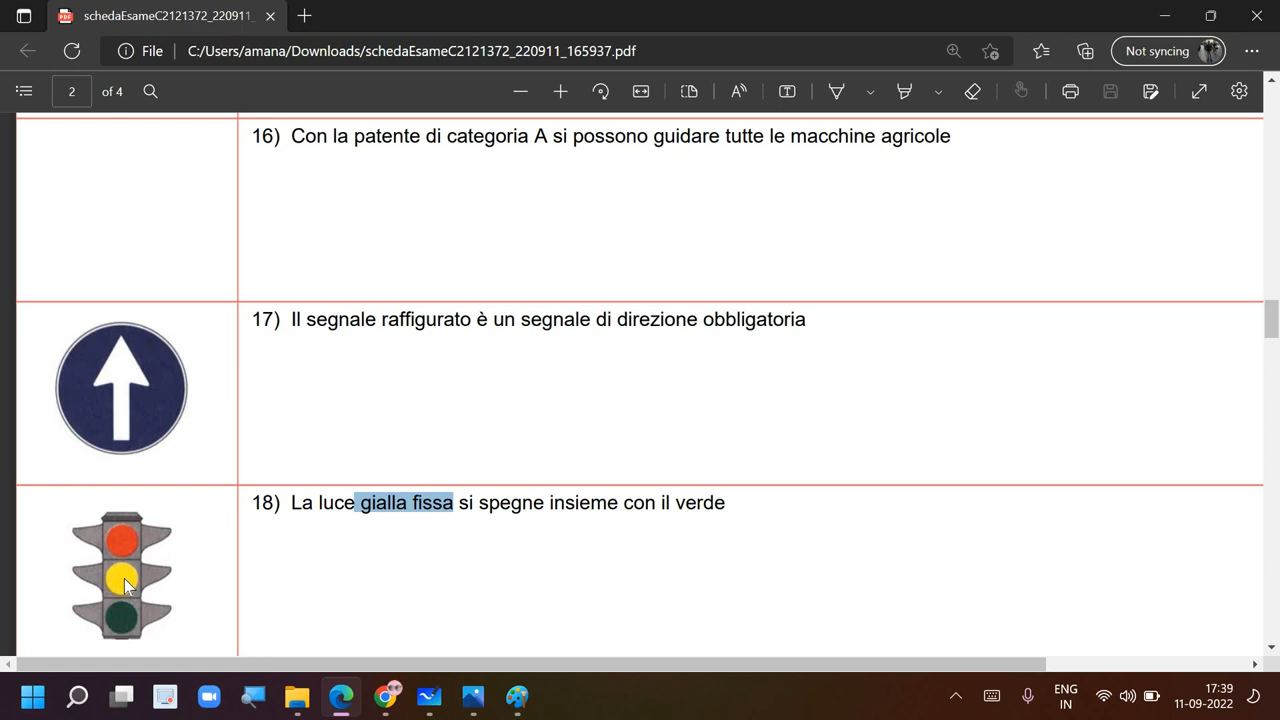 schedaEsameC2121372_220911_
File
C:/Users/amana/Downloads/schedaEsameC2121372_220911_165937.pdf
Not syncing
2 of 4
16) Con la patente di categoria A si possono guidare tutte le macchine agricole
17) Il segnale raffigurato è un segnale di direzione obbligatoria
18) La luce gialla fissa si spegne insieme con il verde
ENG
IN
17:39
11-09-2022